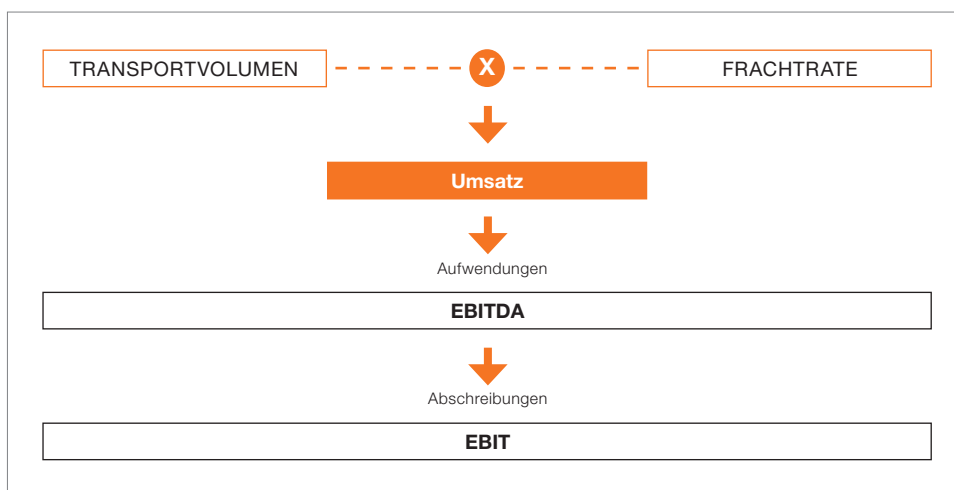 TRANSPORTVOLUMEN X FRACHTRATE
Umsatz
Aufwendungen
EBITDA
Abschreibungen
EBIT